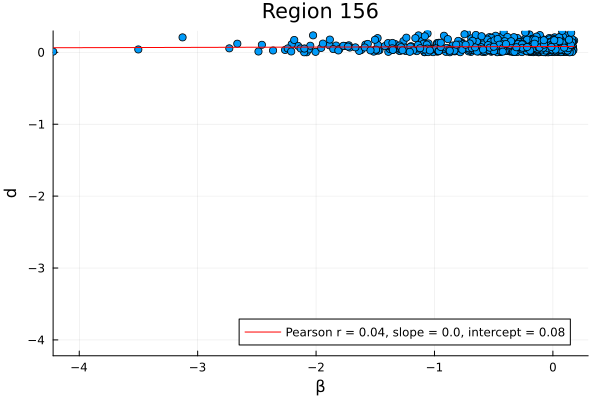 Region 156
d
0
−1
−2
−3
−4
Pearson r = 0.04, slope = 0.0, intercept = 0.08
−4 −3 −2 −1 0
β